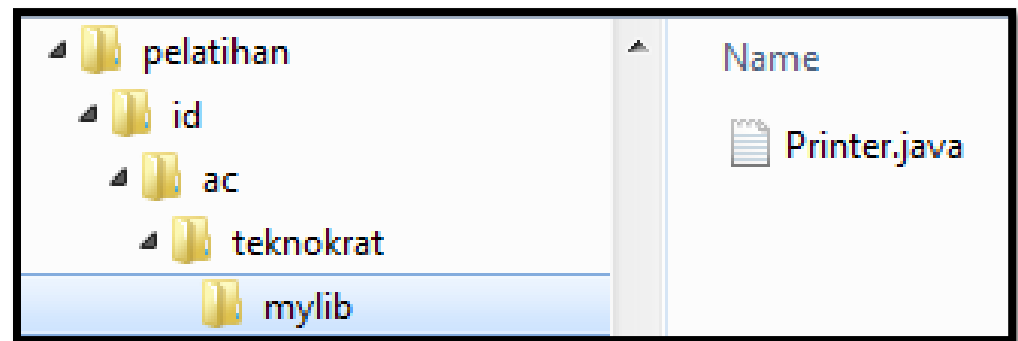 pelatihan
id
ac
teknokrat
mylib
Name
Printer.java